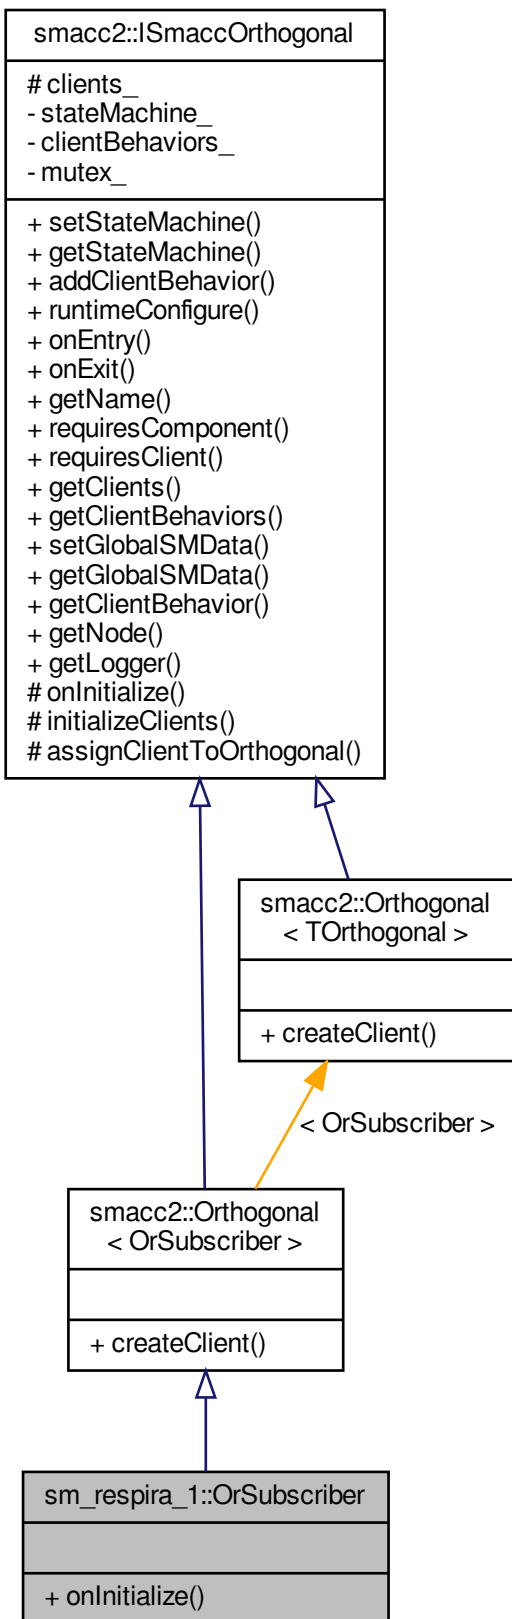 smacc2::ISmaccOrthogonal
# clients_
- stateMachine_
- clientBehaviors_
- mutex_
+ setStateMachine()
+ getStateMachine()
+ addClientBehavior()
+ runtimeConfigure()
+ onEntry()
+ onExit()
+ getName()
+ requiresComponent()
+ requiresClient()
+ getClients()
+ getClientBehaviors()
+ setGlobalSMData()
+ getGlobalSMData()
+ getClientBehavior()
+ getNode()
+ getLogger()
# onInitialize()
# initializeClients()
# assignClientToOrthogonal()
smacc2::Orthogonal
< TOrthogonal >
+ createClient()
< OrSubscriber >
smacc2::Orthogonal
< OrSubscriber >
+ createClient()
sm_respira_1::OrSubscriber
+ onInitialize()